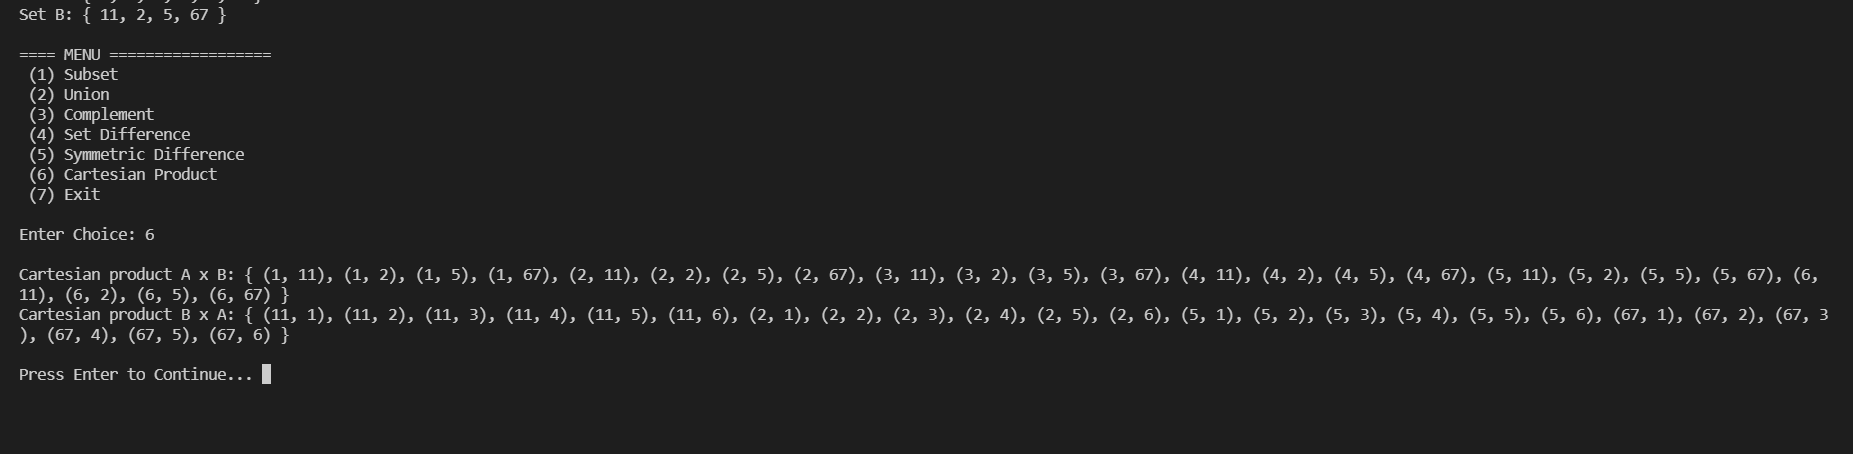 Set B: { 11, 2, 5, 67 }
==== MENU ==================
(1) Subset
(2) Union
(3) Complement
(4) Set Difference
(5) Symmetric Difference
(6) Cartesian Product
(7) Exit
Enter Choice: 6
Cartesian product A x B: { (1, 11), (1, 2), (1, 5), (1, 67), (2, 11), (2, 2), (2, 5), (2, 67), (3, 11), (3, 2), (3, 5), (3, 67), (4, 11), (4, 2), (4, 5), (4, 67), (5, 11), (5, 2), (5, 5), (5, 67), (6,
11), (6, 2), (6, 5), (6, 67) }
Cartesian product B x A: { (11, 1), (11, 2), (11, 3), (11, 4), (11, 5), (11, 6), (2, 1), (2, 2), (2, 3), (2, 4), (2, 5), (2, 6), (5, 1), (5, 2), (5, 3), (5, 4), (5, 5), (5, 6), (67, 1), (67, 2), (67, 3
), (67, 4), (67, 5), (67, 6) }
Press Enter to Continue...